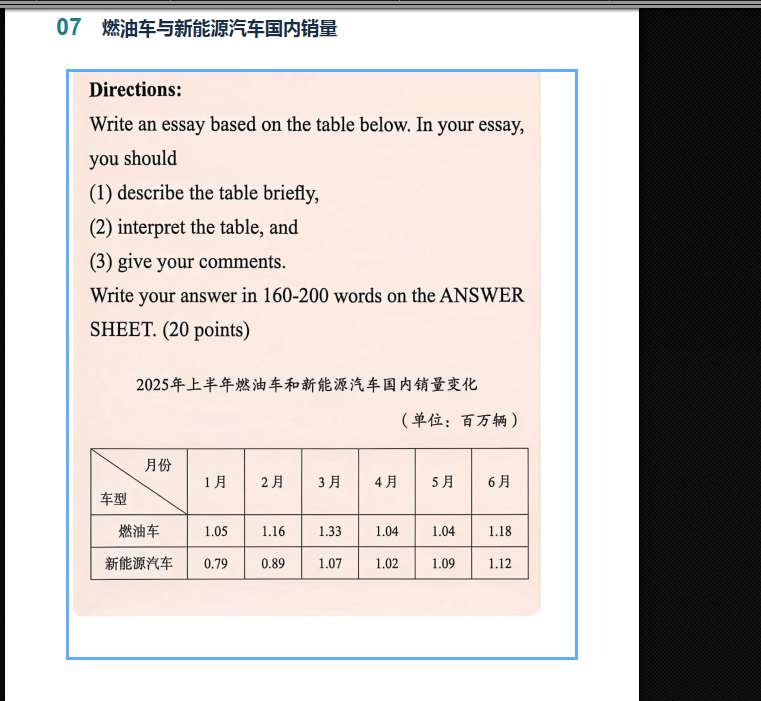 07 燃油车与新能源汽车国内销量
Directions:
Write an essay based on the table below. In your essay,
you should
(1) describe the table briefly,
(2) interpret the table, and
(3) give your comments.
Write your answer in 160-200 words on the ANSWER
SHEET. (20 points)
2025年上半年燃油车和新能源汽车国内销量变化
（单位：百万辆）
月份
车型
1月 2月 3月 4月 5月 6月
燃油车 1.05 1.16 1.33 1.04 1.04 1.18
新能源汽车 0.79 0.89 1.07 1.02 1.09 1.12